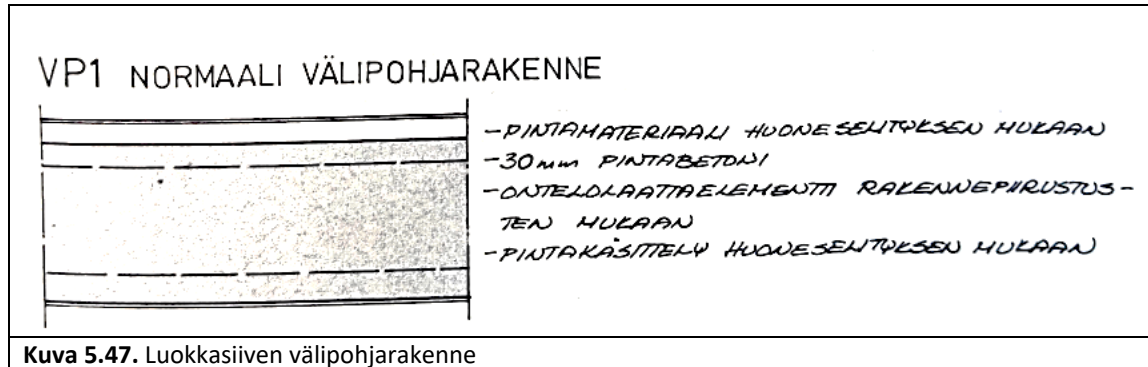 VP1 NORMAALI VÄLIPOHJARAKENNE
-PINTAMATERIAALI HUONESELITYKSEN MUKAAN
-30mm PINTABETONI
-ONTELOLAATTAELEMENTTI RAKENNEPIIRUSTUS-
TEN MUKAAN
-PINTAKÄSITTELY HUONESELITYKSEN MUKAAN
Kuva 5.47. Luokkasiiven välipohjarakenne